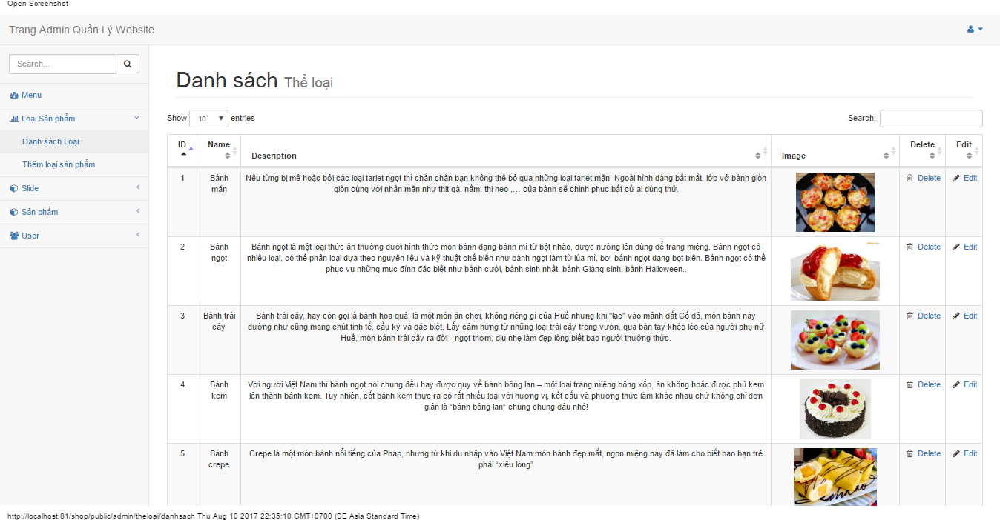 Open Screenshot
Trang Admin Quản Lý Website
Search...
Menu
Loại Sản phẩm
Danh sách Loại
Thêm loại sản phẩm
Slide
Sản phẩm
User
Danh sách Thể loại
Show 10 entries
Search:
ID Name Description Image Delete Edit
1 Bánh mặn
Nếu từng bị mê hoặc bởi các loại tarlet ngọt thì chắn chắn bạn không thể bỏ qua những loại tarlet mặn. Ngoài hình dáng bắt mắt, lớp vở bánh giòn
giòn cùng với nhân mặn như thịt gà, nấm, thị heo ,… của bánh sẽ chinh phục bất cứ ai dùng thử.
Delete Edit
2 Bánh ngọt
Bánh ngọt là một loại thức ăn thường dưới hình thức món bánh dạng bánh mì từ bột nhào, được nướng lên dùng để tráng miệng. Bánh ngọt có
nhiều loại, có thể phân loại dựa theo nguyên liệu và kỹ thuật chế biến như bánh ngọt làm từ lúa mì, bơ, bánh ngọt dạng bọt biển. Bánh ngọt có thể
phục vụ những mục đính đặc biệt như bánh cưới, bánh sinh nhật, bánh Giáng sinh, bánh Halloween..
Delete Edit
3 Bánh trái cây
Bánh trái cây, hay còn gọi là bánh hoa quả, là một món ăn chơi, không riêng gì của Huế nhưng khi "lạc" vào mảnh đất Cố đô, món bánh này
dường như cũng mang chút tinh tế, cầu kỳ và đặc biệt. Lấy cảm hứng từ những loại trái cây trong vườn, qua bàn tay khéo léo của người phụ nữ
Huế, món bánh trái cây ra đời - ngọt thơm, dịu nhẹ làm đẹp lòng biết bao người thưởng thức.
Delete Edit
4 Bánh kem
Với người Việt Nam thì bánh ngọt nói chung đều hay được quy về bánh bông lan – một loại tráng miệng bông xốp, ăn không hoặc được phủ kem
lên thành bánh kem. Tuy nhiên, cốt bánh kem thực ra có rất nhiều loại với hương vị, kết cấu và phương thức làm khác nhau chứ không chỉ đơn
giản là “bánh bông lan” chung chung đâu nhé!
Delete Edit
5 Bánh crepe
Crepe là một món bánh nổi tiếng của Pháp, nhưng từ khi du nhập vào Việt Nam món bánh đẹp mắt, ngon miệng này đã làm cho biết bao bạn trẻ
phải “xiêu lòng”
Delete Edit
http://localhost:81/shop/public/admin/theloai/danhsach Thu Aug 10 2017 22:35:10 GMT+0700 (SE Asia Standard Time)